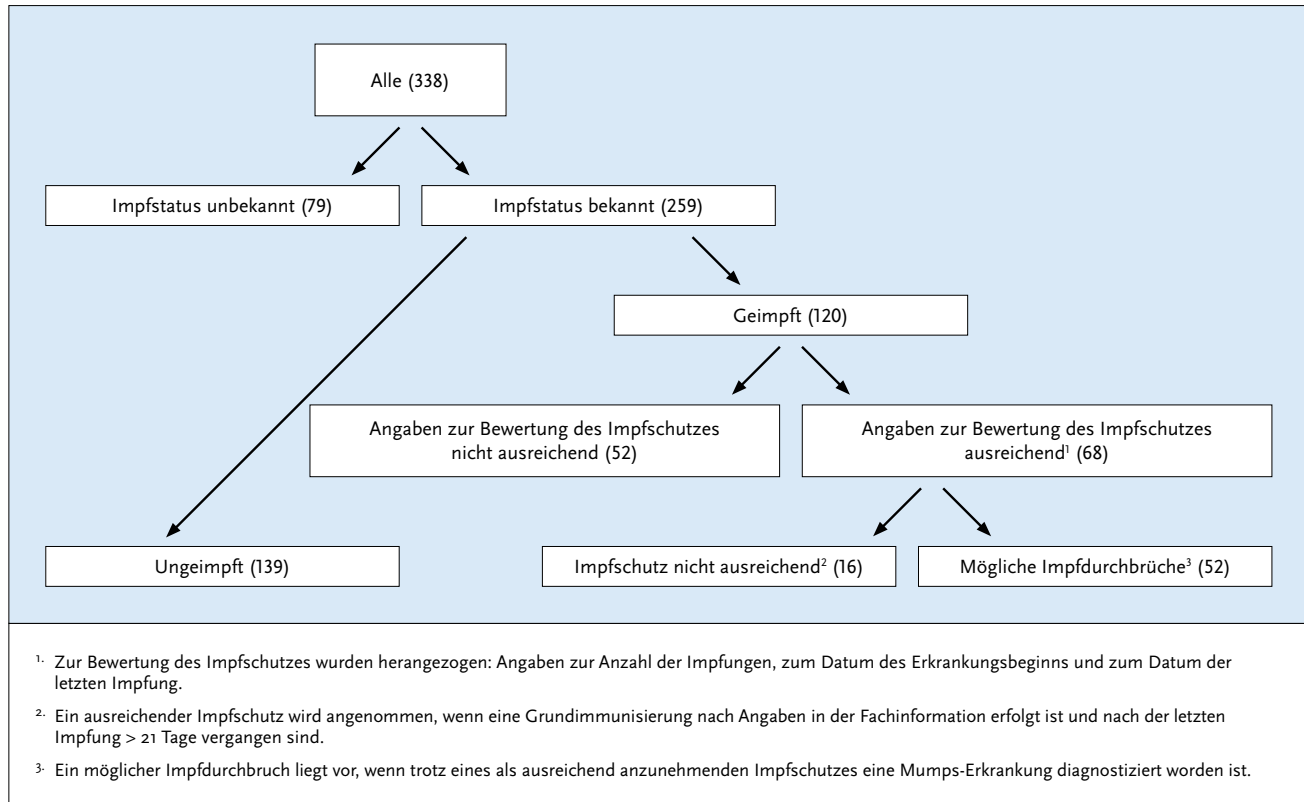 Alle (338)
Impfstatus unbekannt (79)
Impfstatus bekannt (259)
Geimpft (120)
Angaben zur Bewertung des Impfschutzes
nicht ausreichend (52)
Angaben zur Bewertung des Impfschutzes
ausreichend¹ (68)
Ungeimpft (139)
Impfschutz nicht ausreichend² (16)
Mögliche Impfdurchbrüche³ (52)
¹· Zur Bewertung des Impfschutzes wurden herangezogen: Angaben zur Anzahl der Impfungen, zum Datum des Erkrankungsbeginns und zum Datum der
letzten Impfung.
²· Ein ausreichender Impfschutz wird angenommen, wenn eine Grundimmunisierung nach Angaben in der Fachinformation erfolgt ist und nach der letzten
Impfung > 21 Tage vergangen sind.
³· Ein möglicher Impfdurchbruch liegt vor, wenn trotz eines als ausreichend anzunehmenden Impfschutzes eine Mumps-Erkrankung diagnostiziert worden ist.